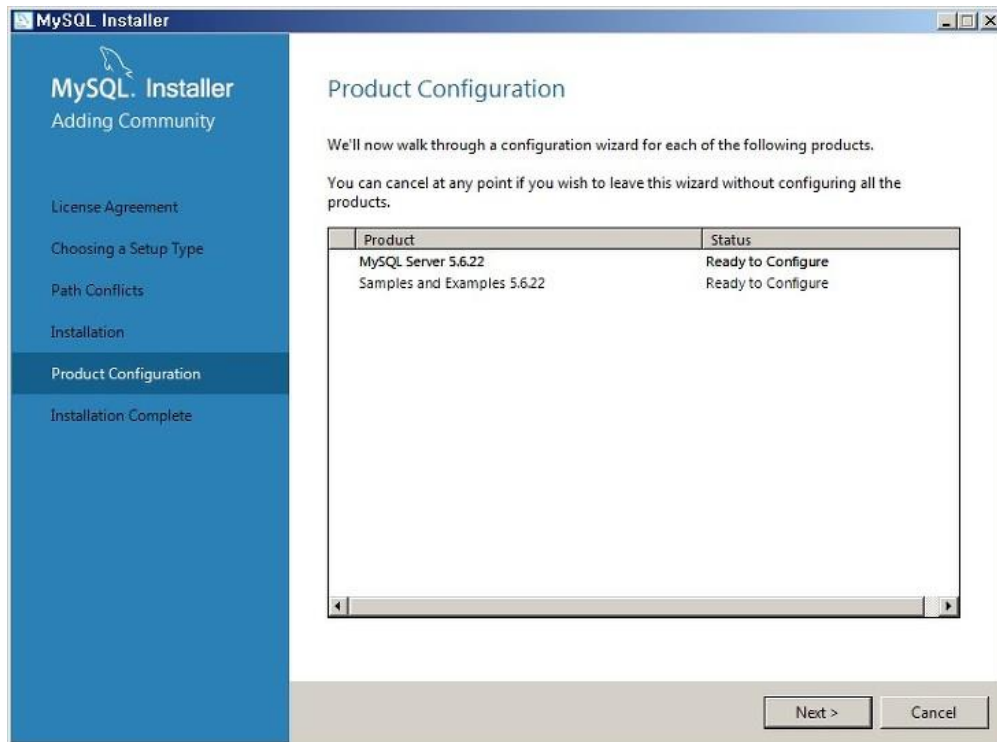 MySQL Installer
MySQL. Installer
Adding Community
License Agreement
Choosing a Setup Type
Path Conflicts
Installation
Product Configuration
Installation Complete
Product Configuration
We'll now walk through a configuration wizard for each of the following products.
You can cancel at any point if you wish to leave this wizard without configuring all the
products.
Product Status
MySQL Server 5.6.22 Ready to Configure
Samples and Examples 5.6.22 Ready to Configure
Next > Cancel